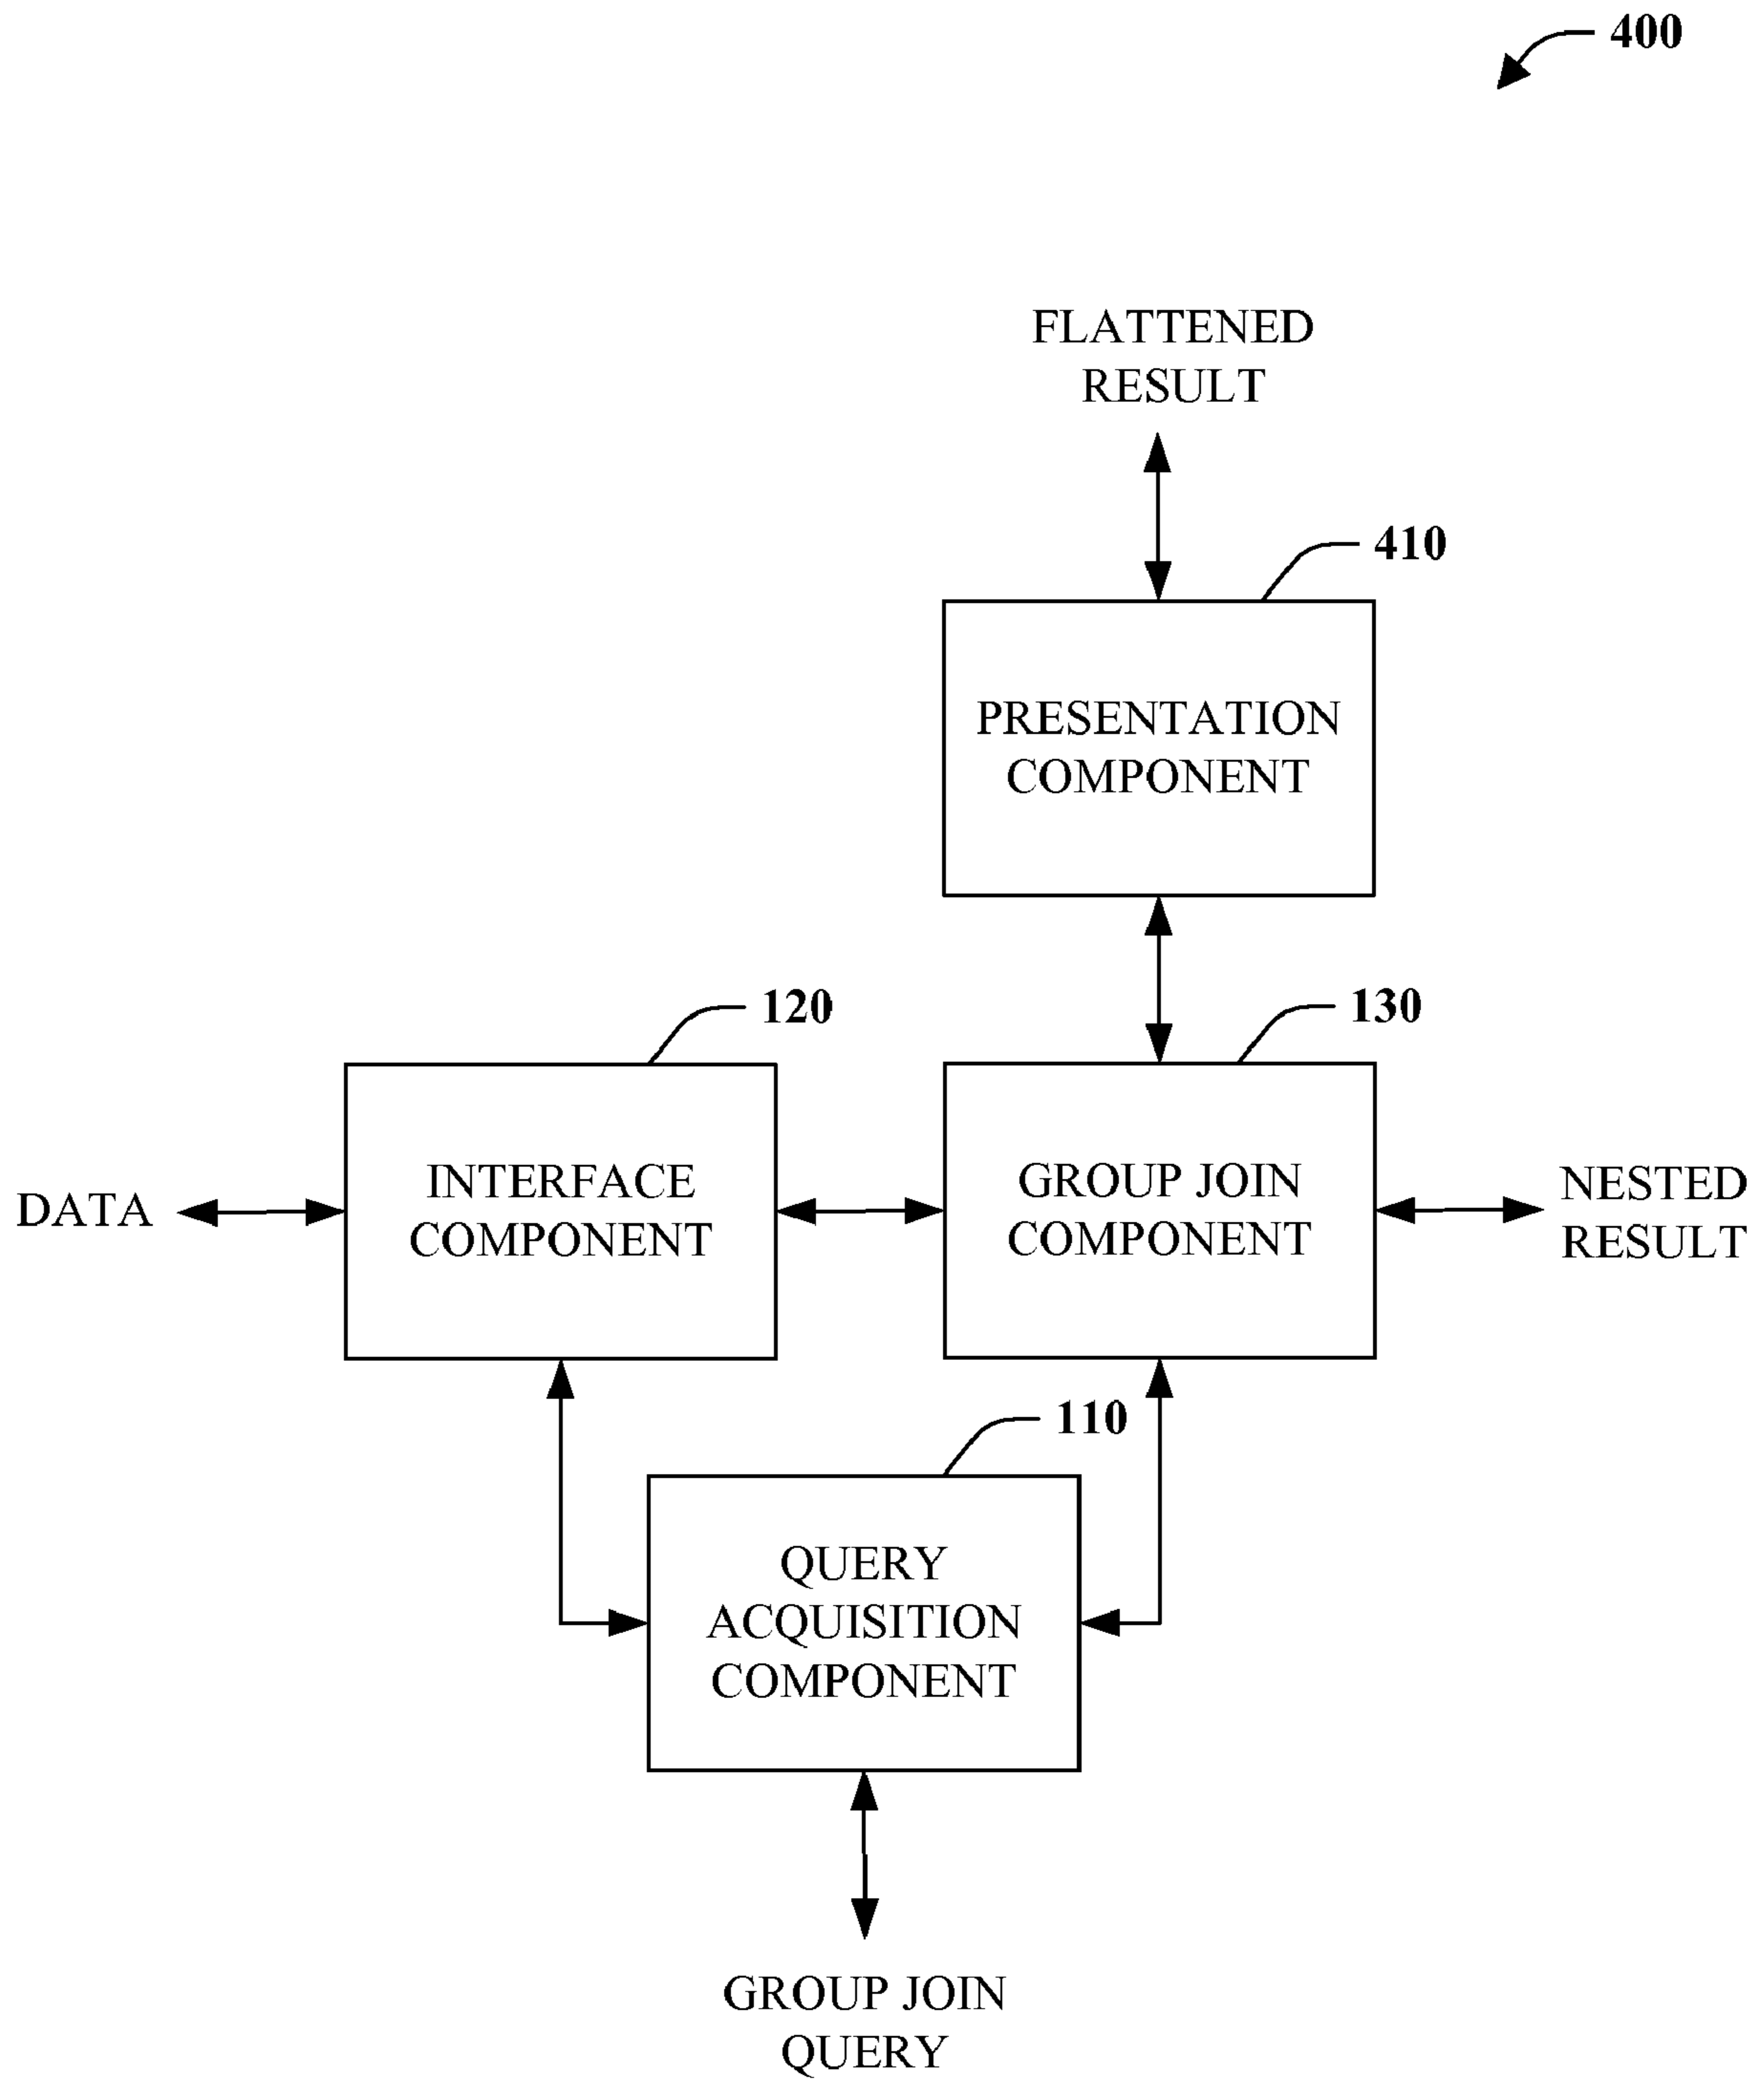 400
FLATTENED
RESULT
410
PRESENTATION
COMPONENT
120
130
DATA
INTERFACE
COMPONENT
GROUP JOIN
COMPONENT
NESTED
RESULT
110
QUERY
ACQUISITION
COMPONENT
GROUP JOIN
QUERY